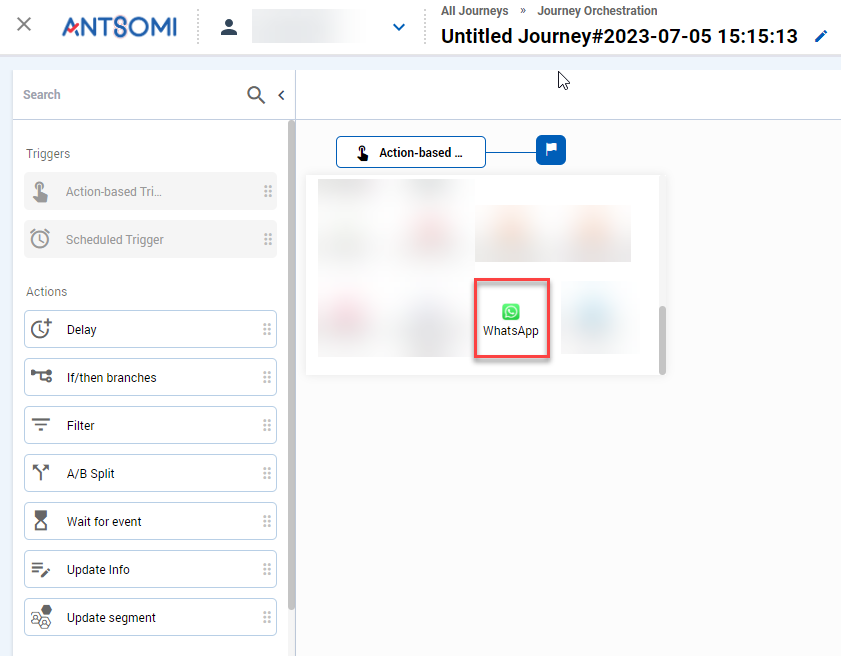 ANTSOMI
All Journeys » Journey Orchestration
Untitled Journey#2023-07-05 15:15:13
Search
Triggers
Action-based Tri...
Scheduled Trigger
Actions
Delay
If/then branches
Filter
A/B Split
Wait for event
Update Info
Update segment
Action-based ...
WhatsApp